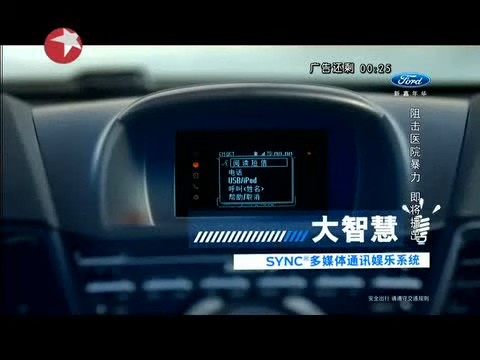 广告还剩 00:25
Ford
新嘉年华
阻击医院暴力 即将播出
阅读短信
电话
USB/iPod
呼叫<姓名>
帮助/取消
大智慧
SYNC®多媒体通讯娱乐系统
安全出行 请遵守交通规则